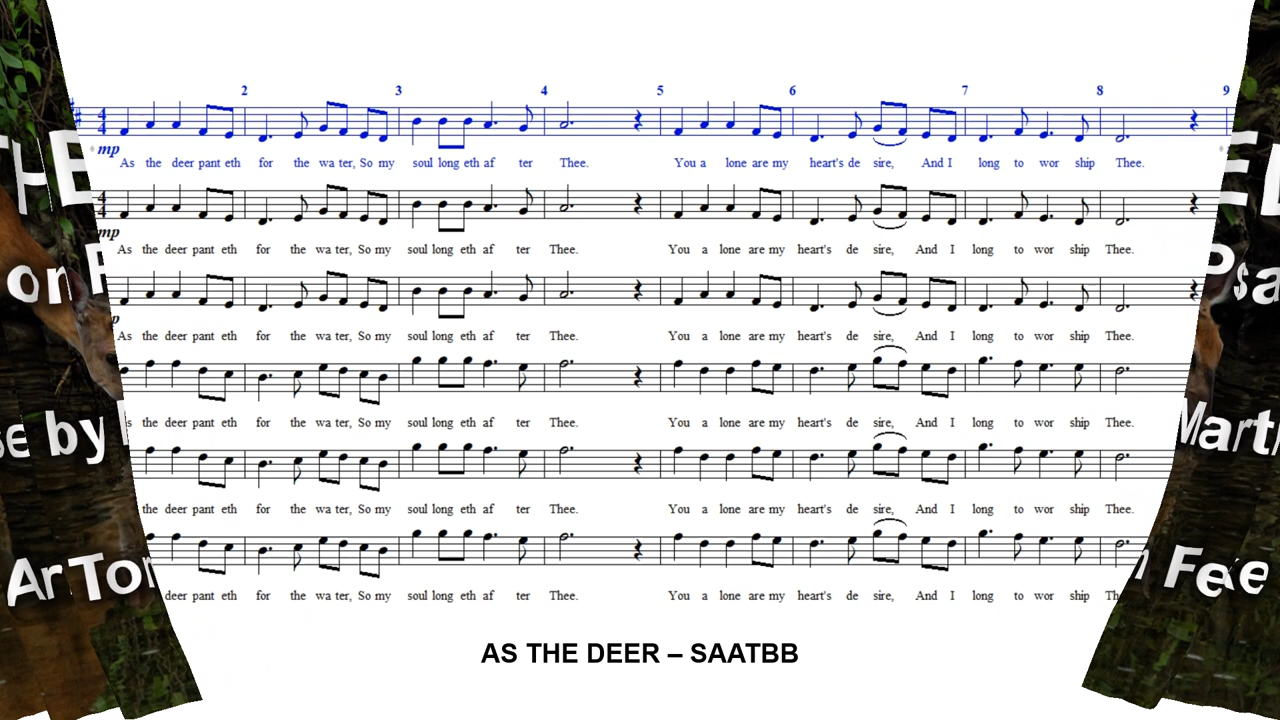 2 3 4 5 6 7 8 9
mp
As the deer pant eth for the wa ter, So my soul long eth af ter Thee. You a lone are my heart's de sire, And I long to wor ship Thee.
mp
As the deer pant eth for the wa ter, So my soul long eth af ter Thee. You a lone are my heart's de sire, And I long to wor ship Thee.
As the deer pant eth for the wa ter, So my soul long eth af ter Thee. You a lone are my heart's de sire, And I long to wor ship Thee.
the deer pant eth for the wa ter, So my soul long eth af ter Thee. You a lone are my heart's de sire, And I long to wor ship Thee.
the deer pant eth for the wa ter, So my soul long eth af ter Thee. You a lone are my heart's de sire, And I long to wor ship Thee.
deer pant eth for the wa ter, So my soul long eth af ter Thee. You a lone are my heart's de sire, And I long to wor ship
on
by
AS THE DEER – SAATBB